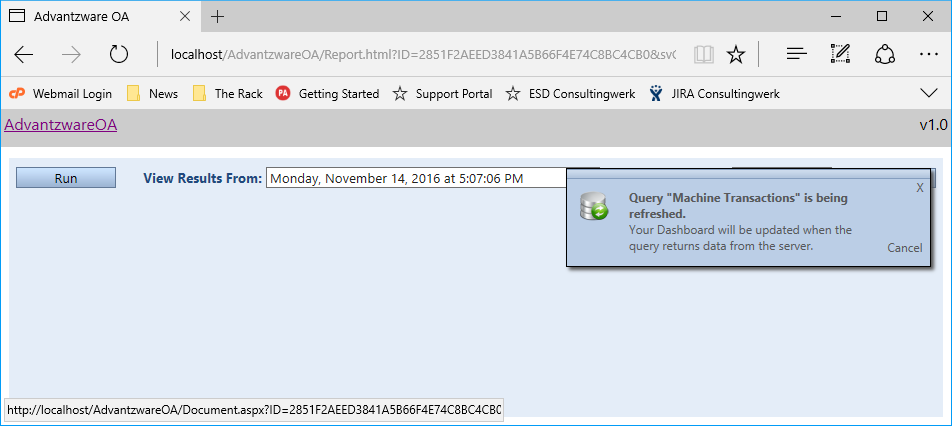 Advantzware OA
localhost/AdvantzwareOA/Report.html?ID=2851F2AEED3841A5B66F4E74C8BC4CB0&svC
Webmail Login News The Rack PA Getting Started Support Portal ESD Consultingwerk JIRA Consultingwerk
AdvantzwareOA v1.0
Run View Results From: Monday, November 14, 2016 at 5:07:06 PM
X
Query "Machine Transactions" is being
refreshed.
Your Dashboard will be updated when the
query returns data from the server.
Cancel
http://localhost/AdvantzwareOA/Document.aspx?ID=2851F2AEED3841A5B66F4E74C8BC4CB0